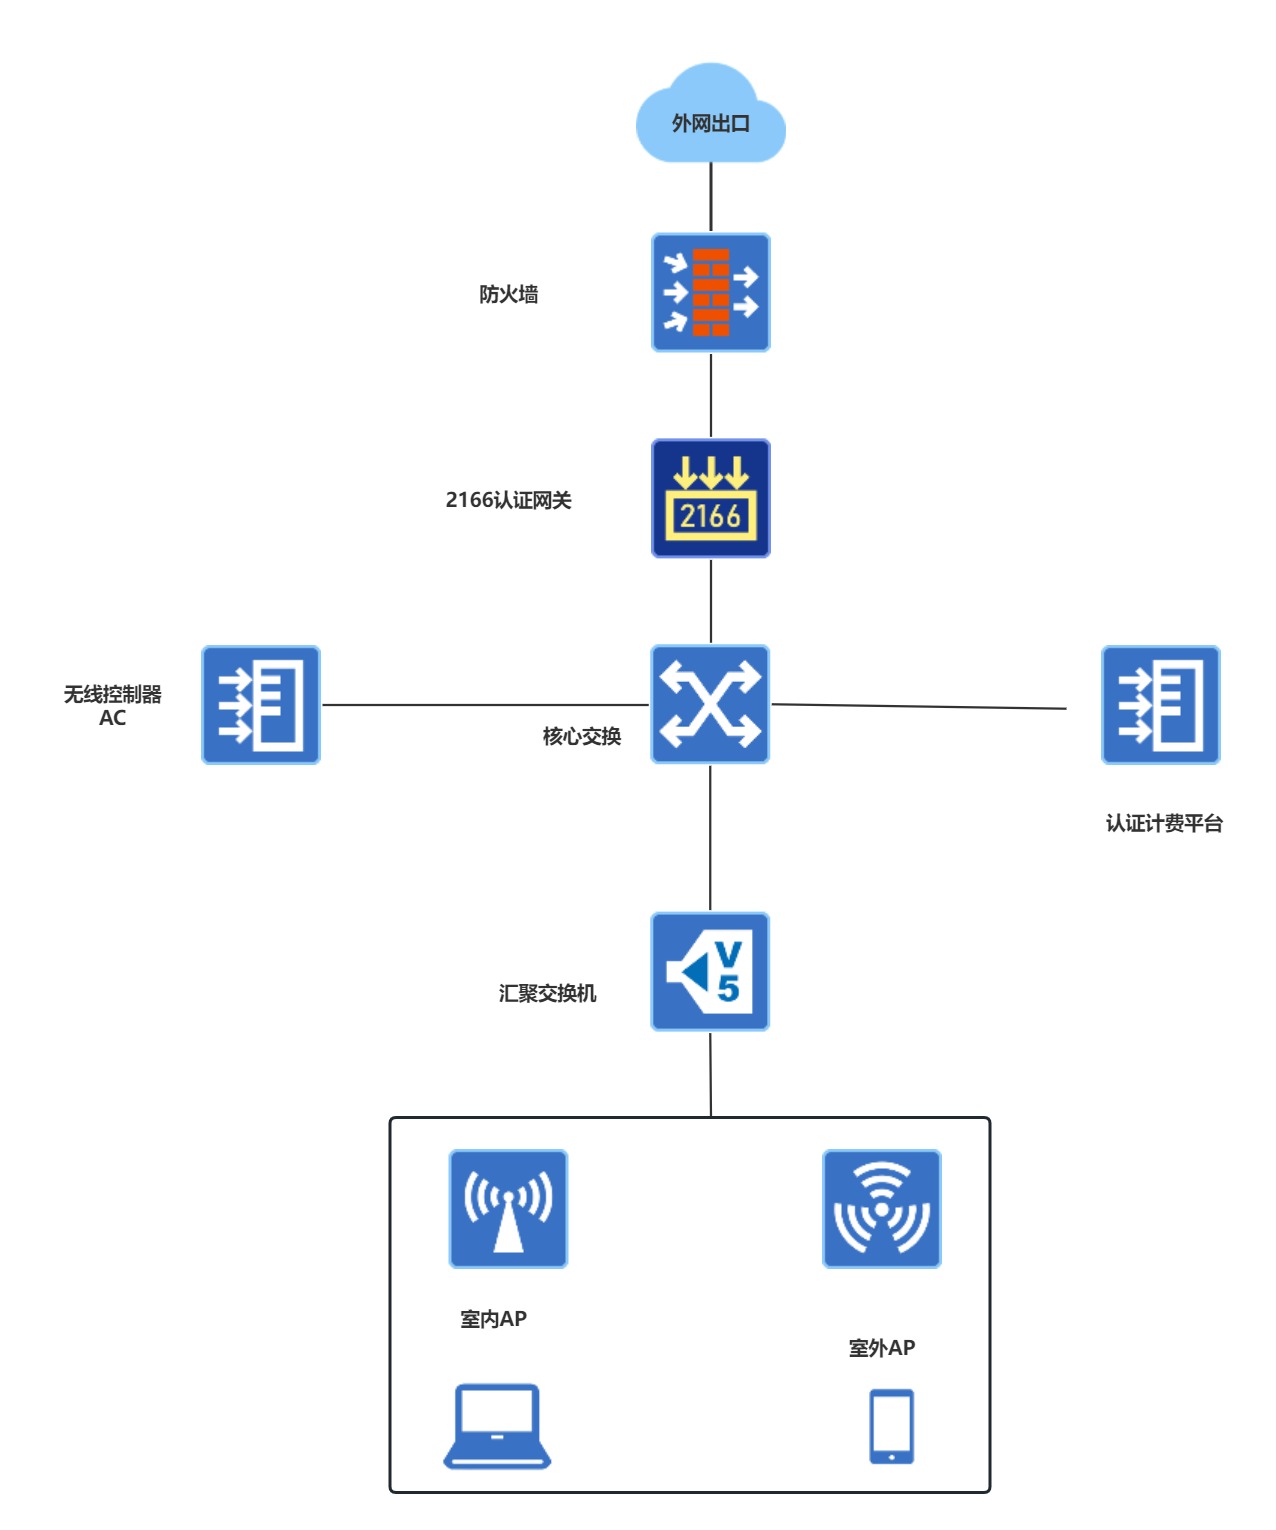 外网出口
防火墙
2166认证网关
2166
无线控制器
AC
核心交换
认证计费平台
汇聚交换机
V
5
室内AP
室外AP